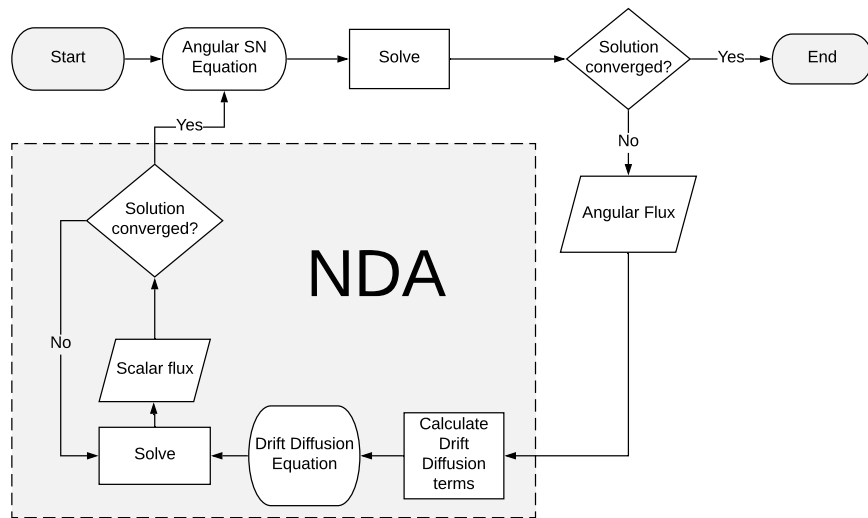 Start
Angular SN
Equation
Solve
Solution
converged?
Yes
End
No
Angular Flux
Yes
Solution
converged?
NDA
No
Scalar flux
Solve
Drift Diffusion
Equation
Calculate
Drift
Diffusion
terms